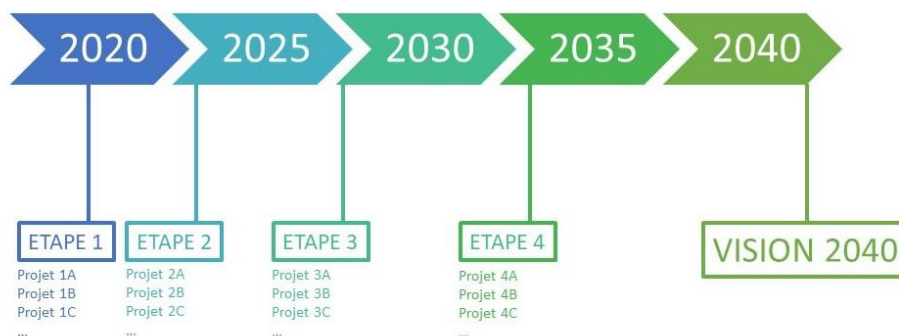 2020 2025 2030 2035 2040
ETAPE 1 ETAPE 2 ETAPE 3 ETAPE 4 VISION 2040
Projet 1A Projet 2A Projet 3A Projet 4A
Projet 1B Projet 2B Projet 3B Projet 4B
Projet 1C Projet 2C Projet 3C Projet 4C
... ... ... ...